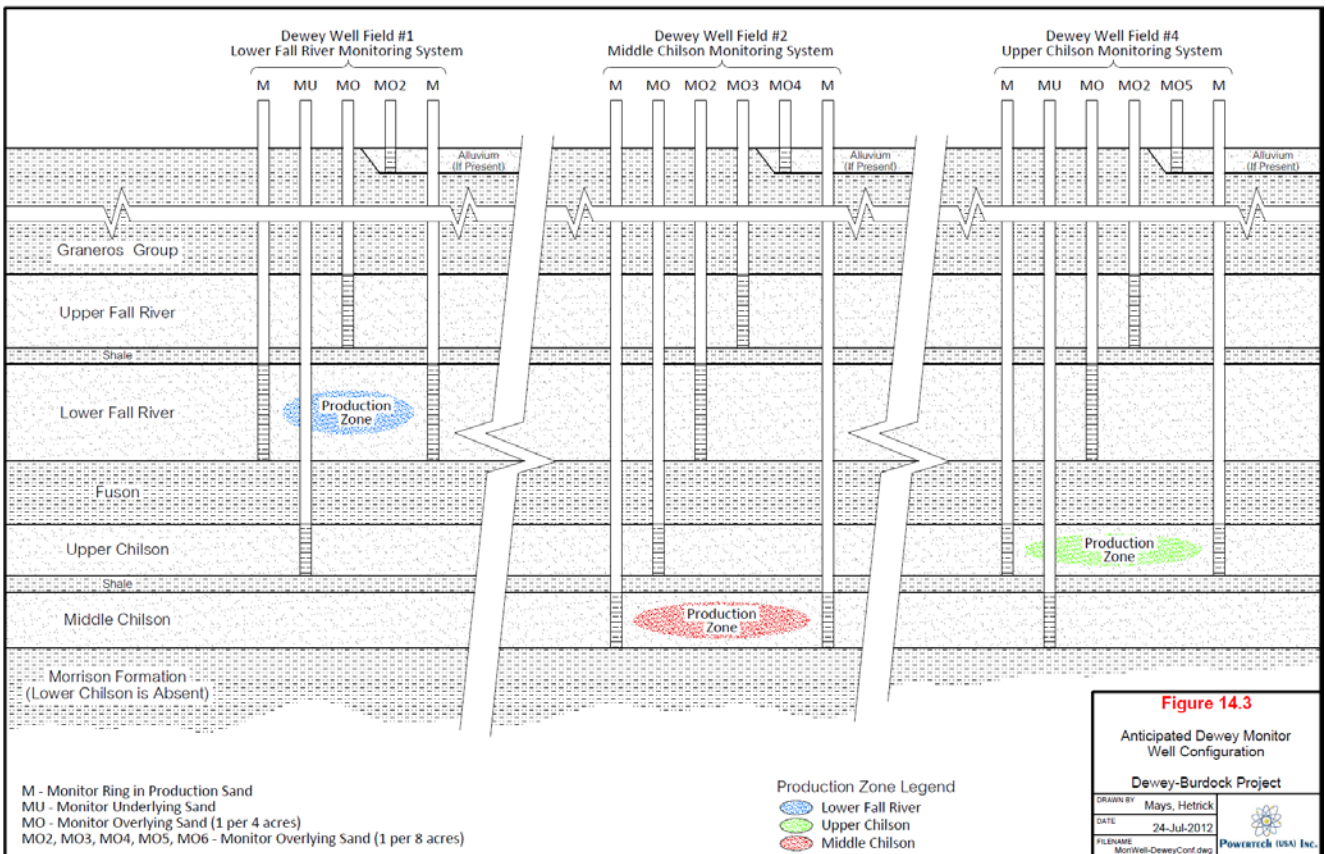 Dewey Well Field #1
Lower Fall River Monitoring System
M MU MO MO2 M
Dewey Well Field #2
Middle Chilson Monitoring System
M MO MO2 MO3 MO4 M
Dewey Well Field #4
Upper Chilson Monitoring System
M MU MO MO2 MO5 M
Alluvium
(If Present)
Alluvium
(If Present)
Alluvium
(If Present)
Graneros Group
Upper Fall River
Shale
Lower Fall River
Production
Zone
Fuson
Upper Chilson
Production
Zone
Shale
Middle Chilson
Production
Zone
Morrison Formation
(Lower Chilson is Absent)
M - Monitor Ring in Production Sand
MU - Monitor Underlying Sand
MO - Monitor Overlying Sand (1 per 4 acres)
MO2, MO3, MO4, MO5, MO6 - Monitor Overlying Sand (1 per 8 acres)
Production Zone Legend
Lower Fall River
Upper Chilson
Middle Chilson
Figure 14.3
Anticipated Dewey Monitor
Well Configuration
Dewey-Burdock Project
DRAWN BY Mays, Hetrick
DATE 24-Jul-2012
FILENAME MonWell-DeweyConf.dwg
POWERTECH (USA) INC.